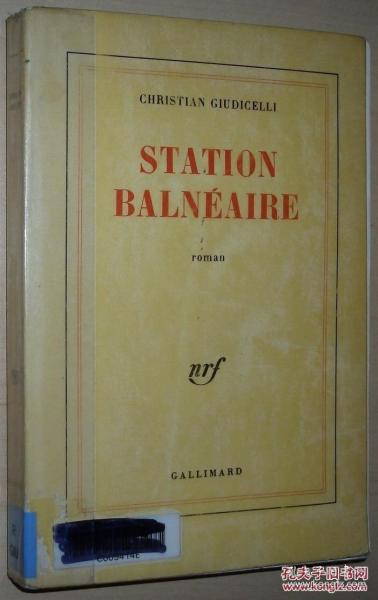 CHRISTIAN GIUDICELLI
STATION
BALNÉAIRE
roman
nrf
GALLIMARD
孔夫子旧书网
www.kongfz.com